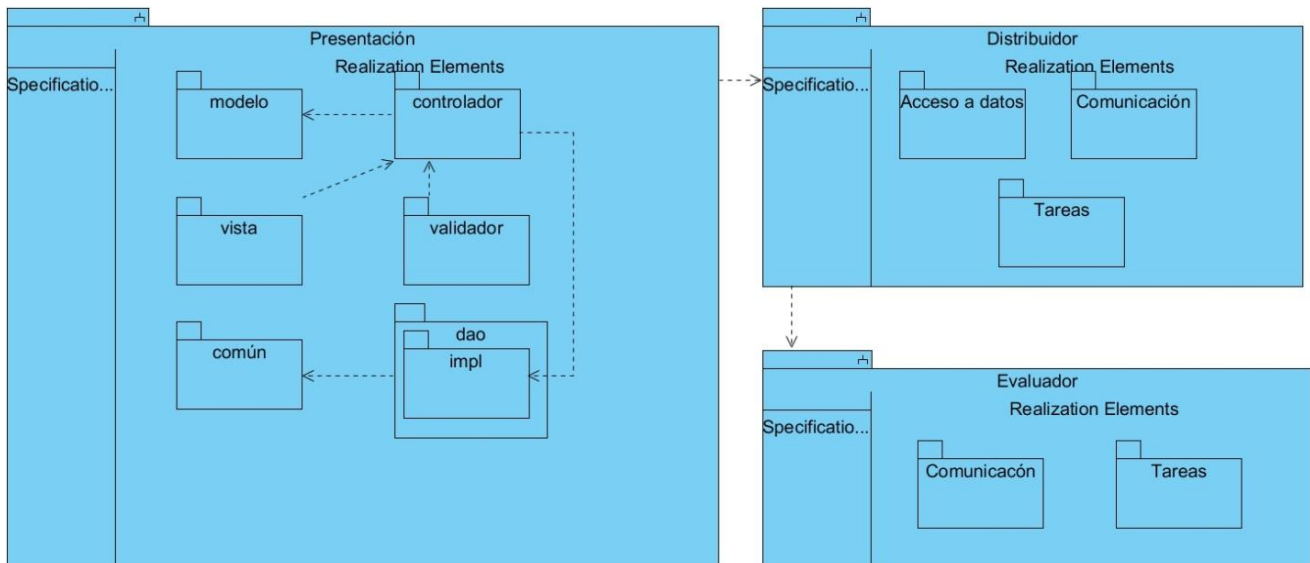 Presentación
Realization Elements
Specificatio...
modelo
controlador
vista
validador
común
dao
impl
Distribuidor
Realization Elements
Specificatio...
Acceso a datos
Comunicación
Tareas
Evaluador
Realization Elements
Specificatio...
Comunicacón
Tareas